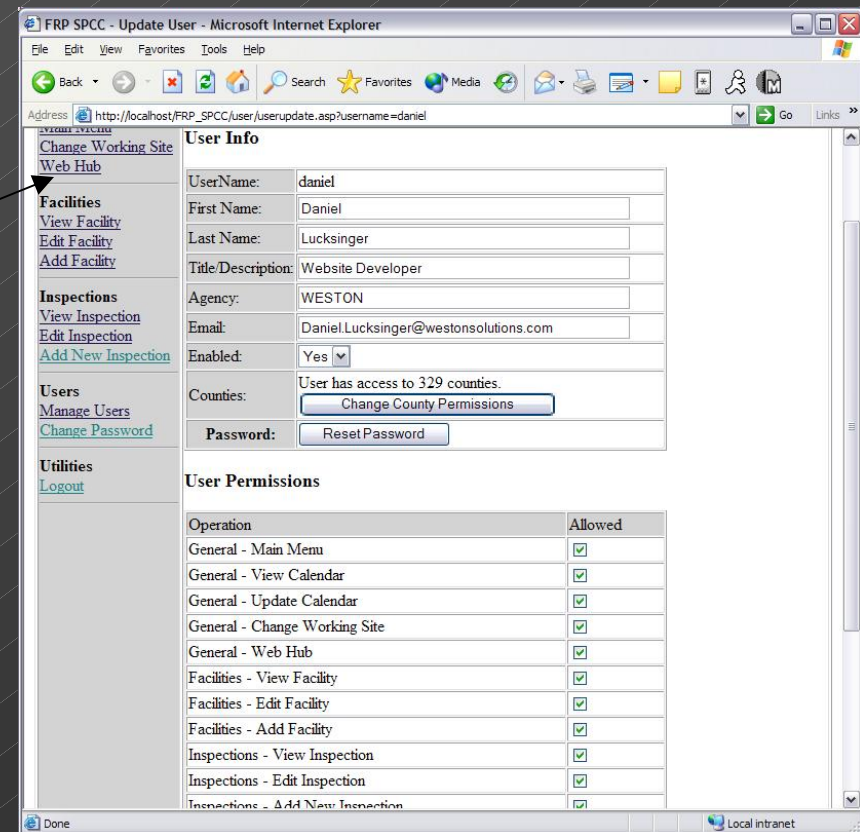 FRP SPCC - Update User - Microsoft Internet Explorer
File Edit View Favorites Tools Help
Back Search Favorites Media
Address http://localhost/FRP_SPCC/user/userupdate.asp?username=daniel Go Links »
Main Menu
Change Working Site
Web Hub
Facilities
View Facility
Edit Facility
Add Facility
Inspections
View Inspection
Edit Inspection
Add New Inspection
Users
Manage Users
Change Password
Utilities
Logout
User Info
UserName: daniel
First Name: Daniel
Last Name: Lucksinger
Title/Description: Website Developer
Agency: WESTON
Email: Daniel.Lucksinger@westonsolutions.com
Enabled: Yes
Counties: User has access to 329 counties.
Change County Permissions
Password: Reset Password
User Permissions
Operation Allowed
General - Main Menu
General - View Calendar
General - Update Calendar
General - Change Working Site
General - Web Hub
Facilities - View Facility
Facilities - Edit Facility
Facilities - Add Facility
Inspections - View Inspection
Inspections - Edit Inspection
Inspections - Add New Inspection
Done Local intranet